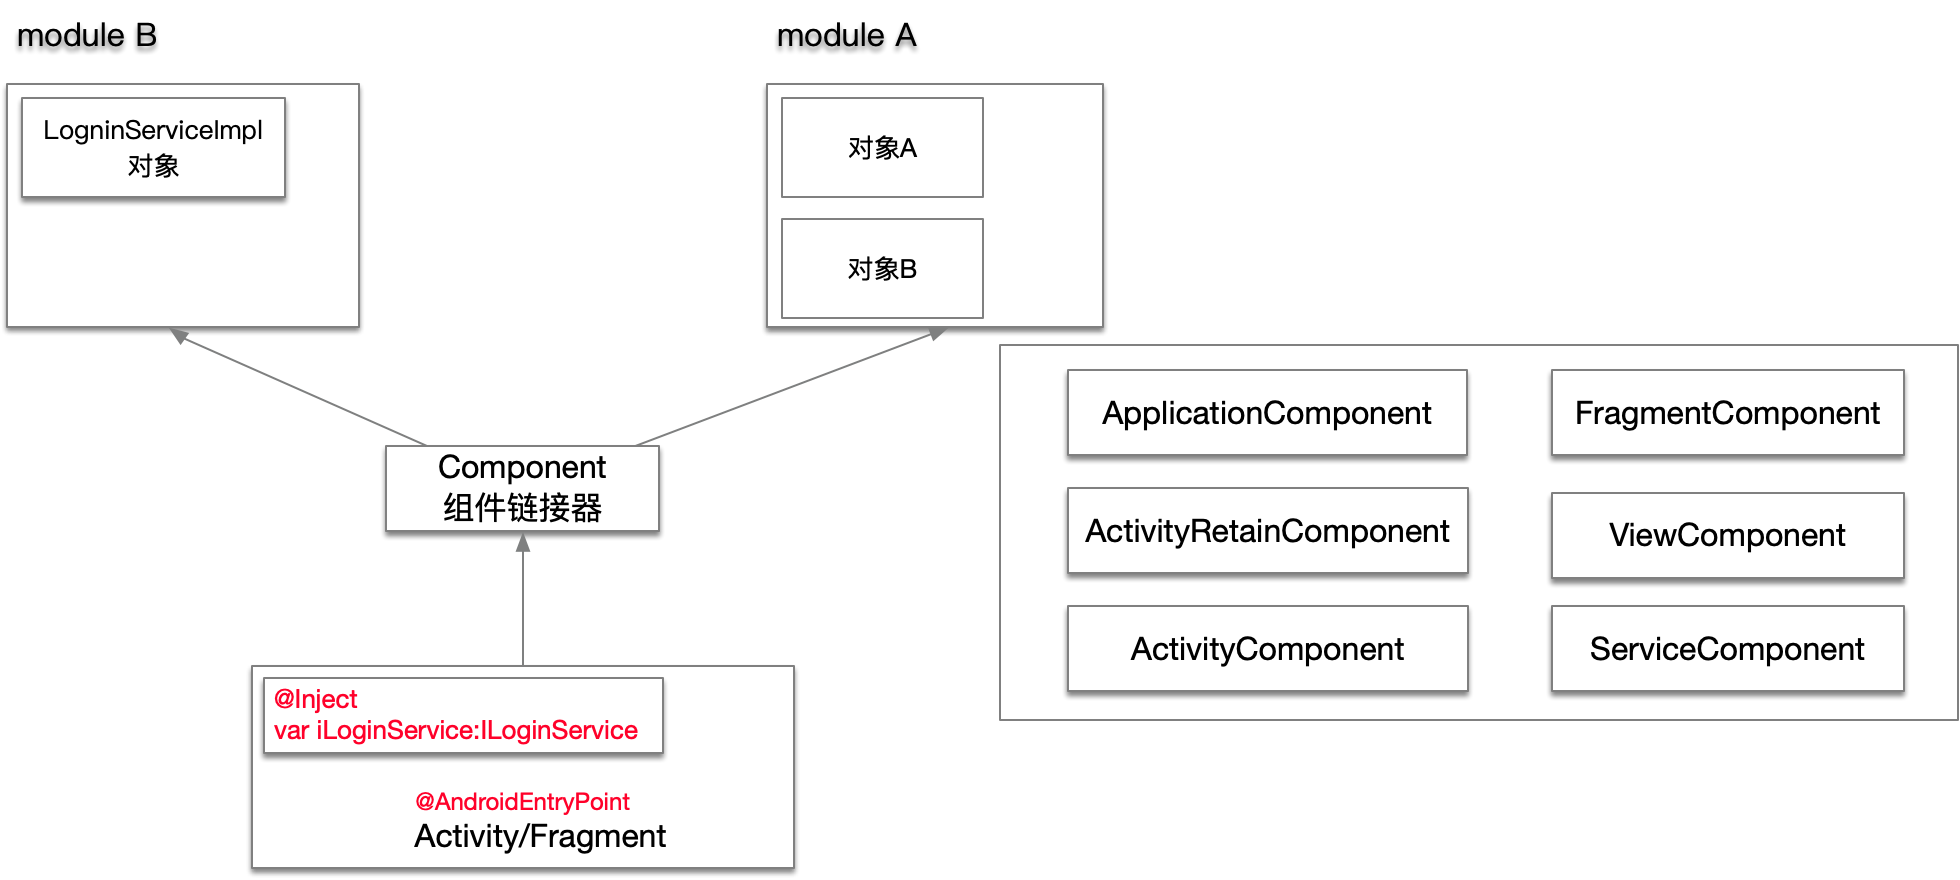 module B
module A
LogninServiceImpl
对象
对象A
对象B
ApplicationComponent
FragmentComponent
Component
组件链接器
ActivityRetainComponent
ViewComponent
ActivityComponent
ServiceComponent
@Inject
var iLoginService:ILoginService
@AndroidEntryPoint
Activity/Fragment